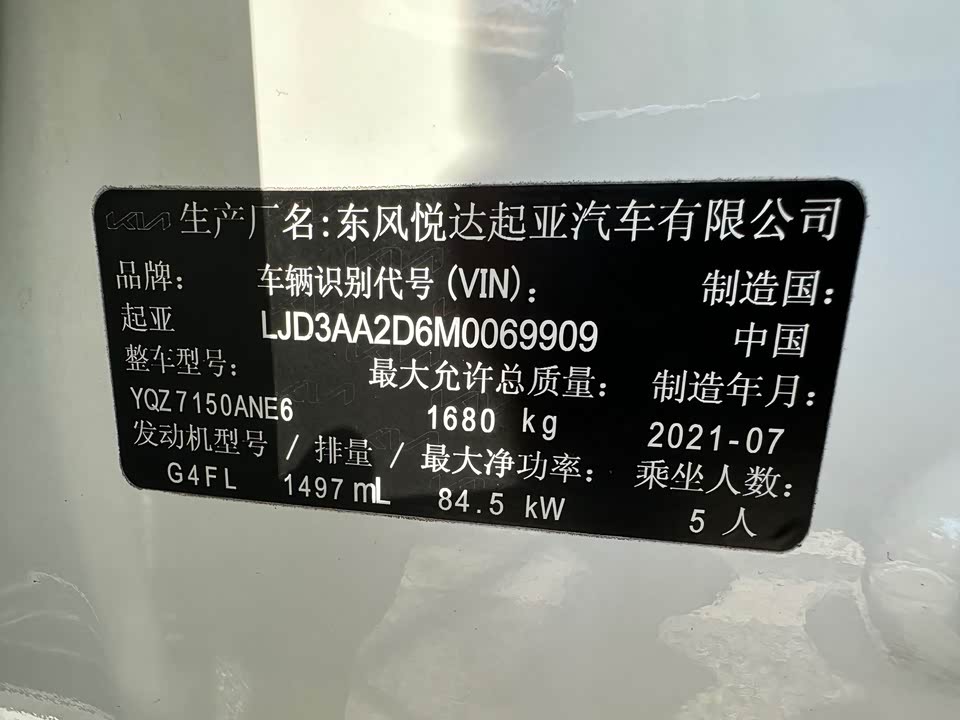 KIA 生产厂名:东风悦达起亚汽车有限公司
品牌: 车辆识别代号(VIN): 制造国:
起亚 LJD3AA2D6M0069909 中国
整车型号: 最大允许总质量: 制造年月:
YQZ7150ANE6 1680 kg 2021-07
发动机型号/排量/最大净功率: 乘坐人数:
G4FL 1497mL 84.5 kW 5人